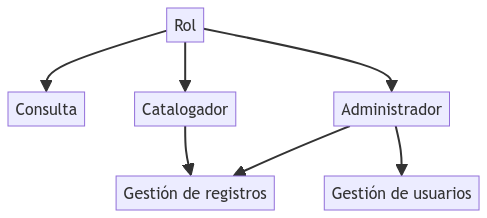 Rol
Consulta
Catalogador
Administrador
Gestión de registros
Gestión de usuarios